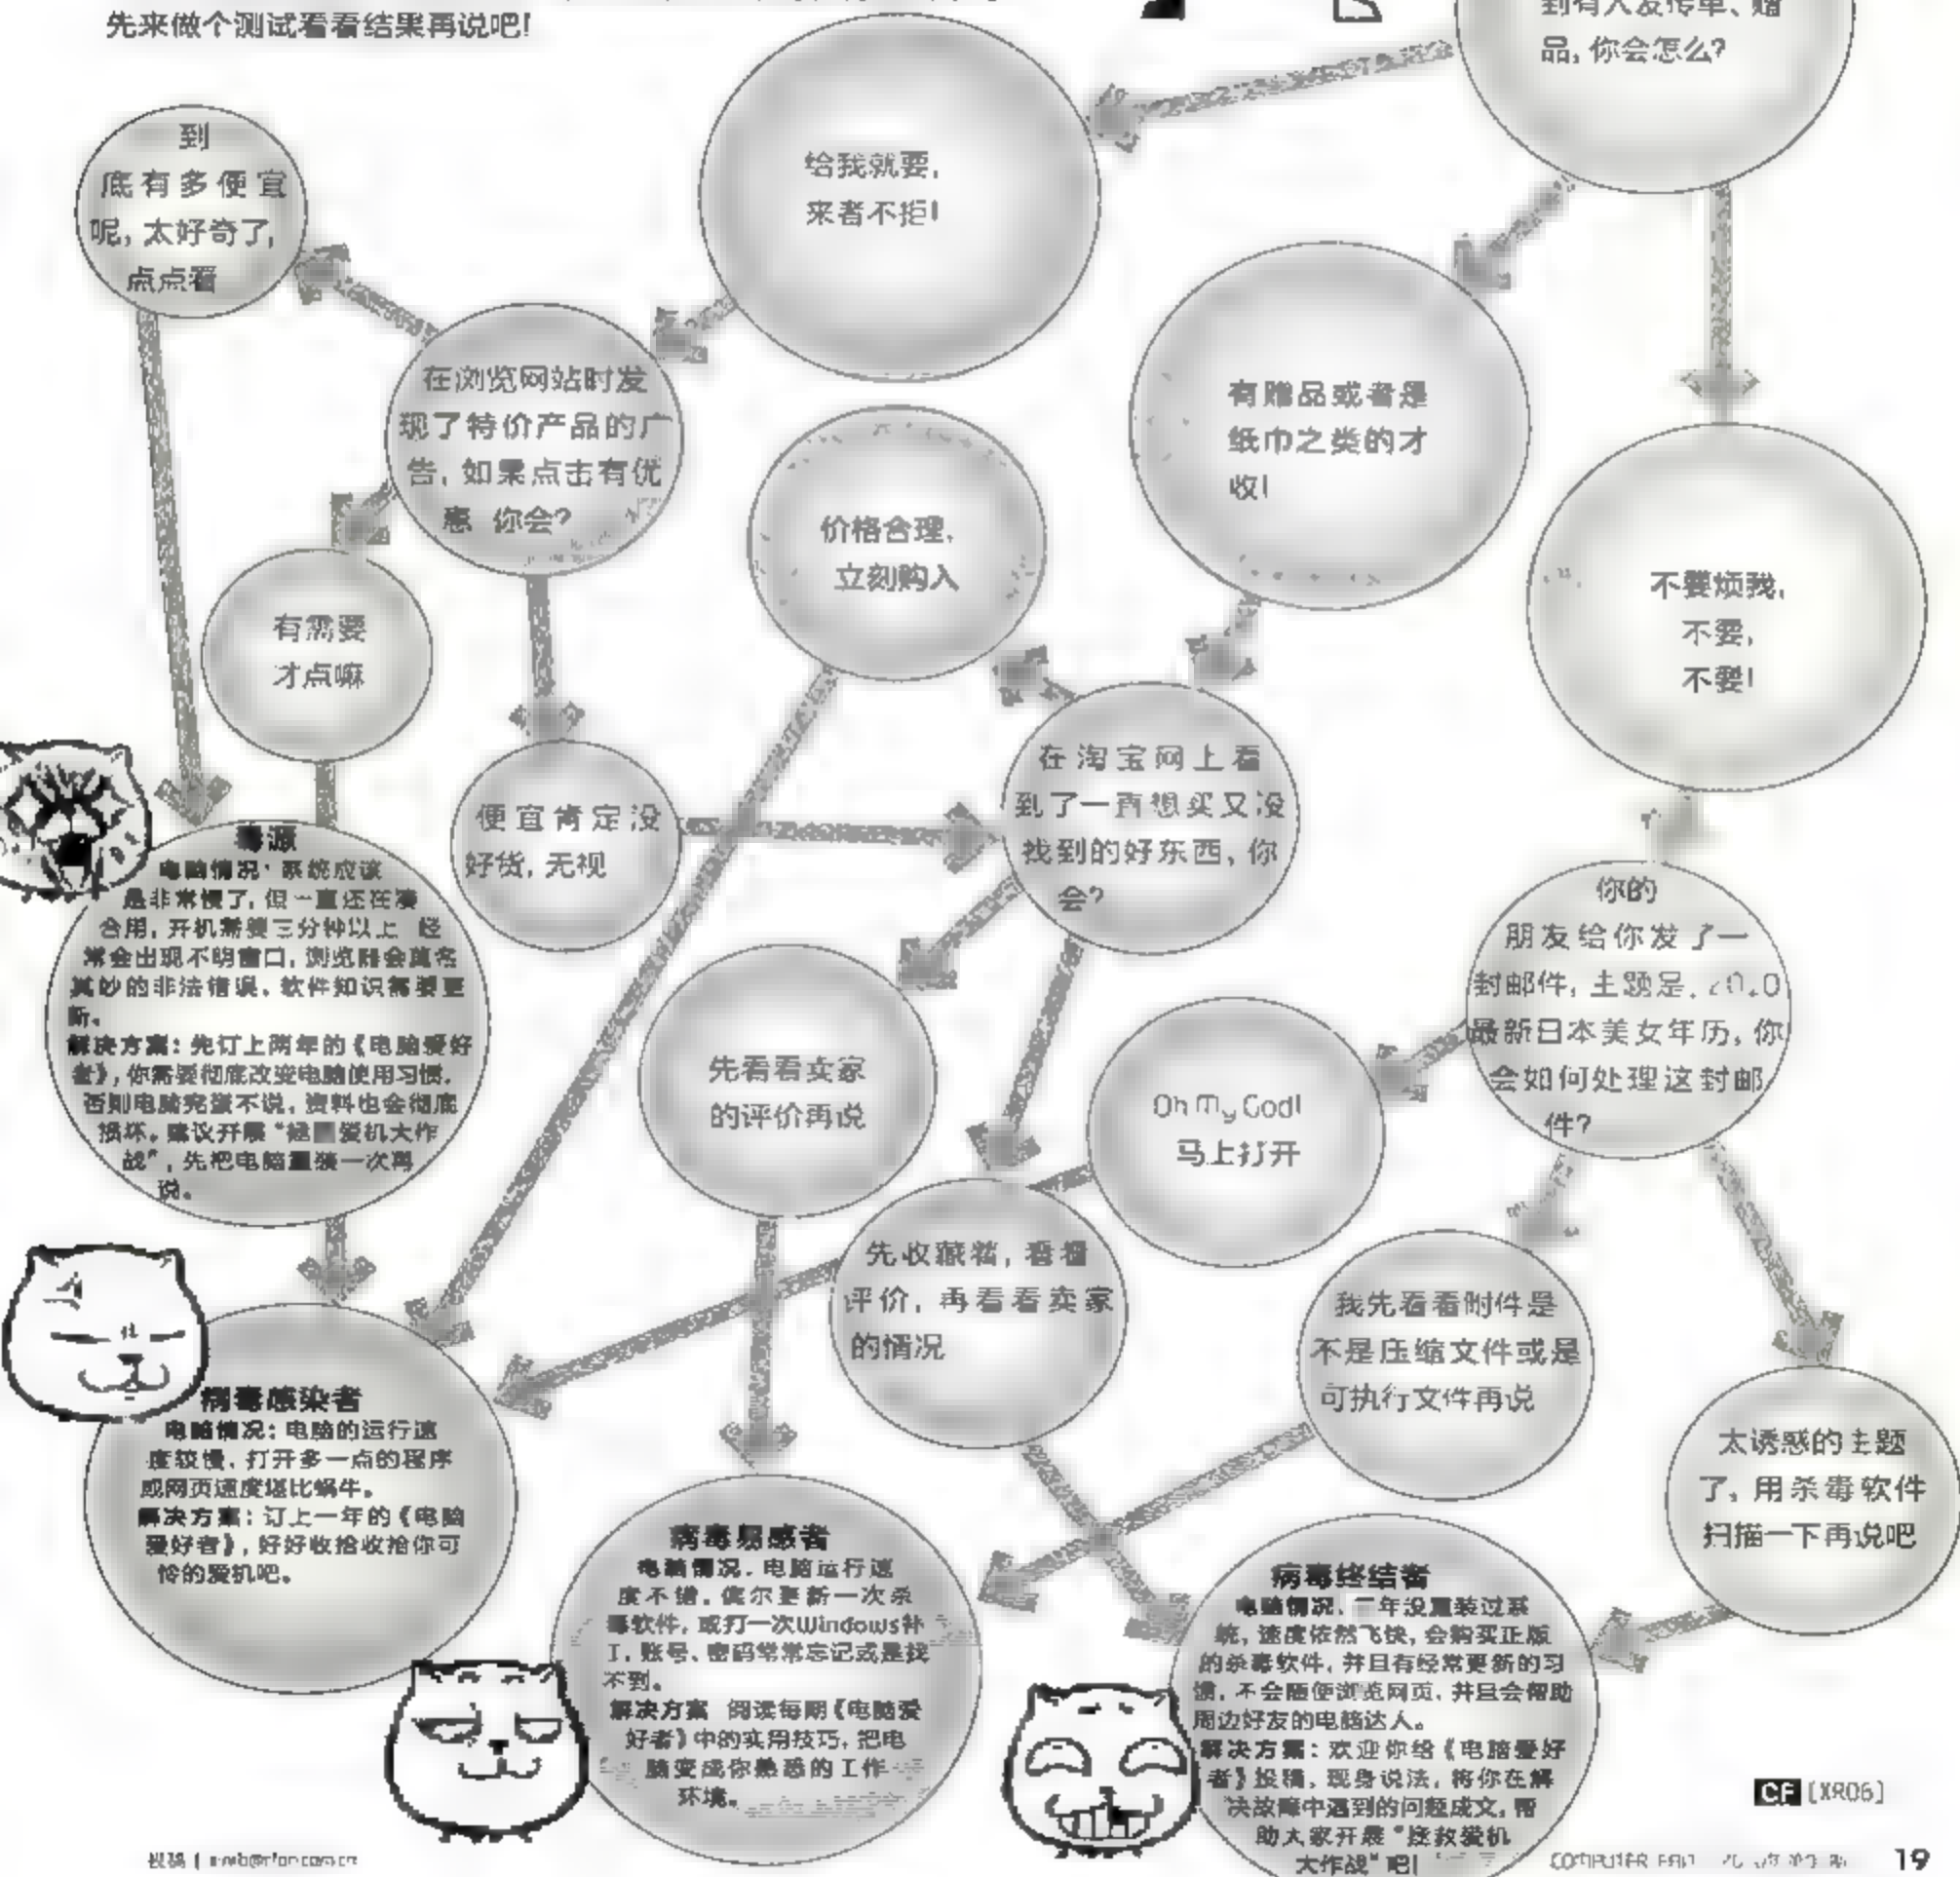 先来做个测试看看结果再说吧!
到有人发传单、赠
品,你会怎么?
给我就要,
来者不拒!
到
底有多便宜
呢,太好奇了,
点点看
在浏览网站时发
现了特价产品的广
告,如果点击有优
惠 你会?
有赠品或者是
纸巾之类的才
收!
价格合理,
立刻购入
不要烦我,
不要,
不要!
有需要
才点嘛
便宜肯定没
好货,无视
在淘宝网上看
到了一直想买又没
找到的好东西,你
会?
毒源
电脑情况:系统应该
是非常慢了,但一直还在凑
合用,开机需要三分钟以上 经
常会出现不明窗口,浏览器会莫名
其妙的非法错误,软件知识需要更
新。
解决方案:先订上两年的《电脑爱好
者》,你需要彻底改变电脑使用习惯,
否则电脑完蛋不说,资料也会彻底
损坏。建议开展“拯 爱机大作
战”,先把电脑重装一次再
说。
你的
朋友给你发了一
封邮件,主题是
最新日本美女年历,你
会如何处理这封邮
件?
先看看卖家
的评价再说
Oh My God!
马上打开
先收藏着,看看
评价,再看看卖家
的情况
我先看看附件是
不是压缩文件或是
可执行文件再说
太诱惑的主题
了,用杀毒软件
扫描一下再说吧
病毒感染者
电脑情况:电脑的运行速
度较慢,打开多一点的程序
或网页速度堪比蜗牛。
解决方案:订上一年的《电脑
爱好者》,好好收拾收拾你可
怜的爱机吧。
病毒易感者
电脑情况,电脑运行速
度不错,偶尔更新一次杀
毒软件,或打一次Windows补
丁,账号、密码常常忘记或是找
不到。
解决方案 阅读每期《电脑爱
好者》中的实用技巧,把电
脑变成你熟悉的工作
环境。
病毒终结者
电脑情况, 年没重装过系
统,速度依然飞快,会购买正版
的杀毒软件,并且有经常更新的习
惯,不会随便浏览网页,并且会帮助
周边好友的电脑达人。
解决方案:欢迎你给《电脑爱好
者》投稿,现身说法,将你在解
决故障中遇到的问题成文,帮
助大家开展“拯救爱机
大作战”吧!
CF [XR06]
COMPUTER FAN
19